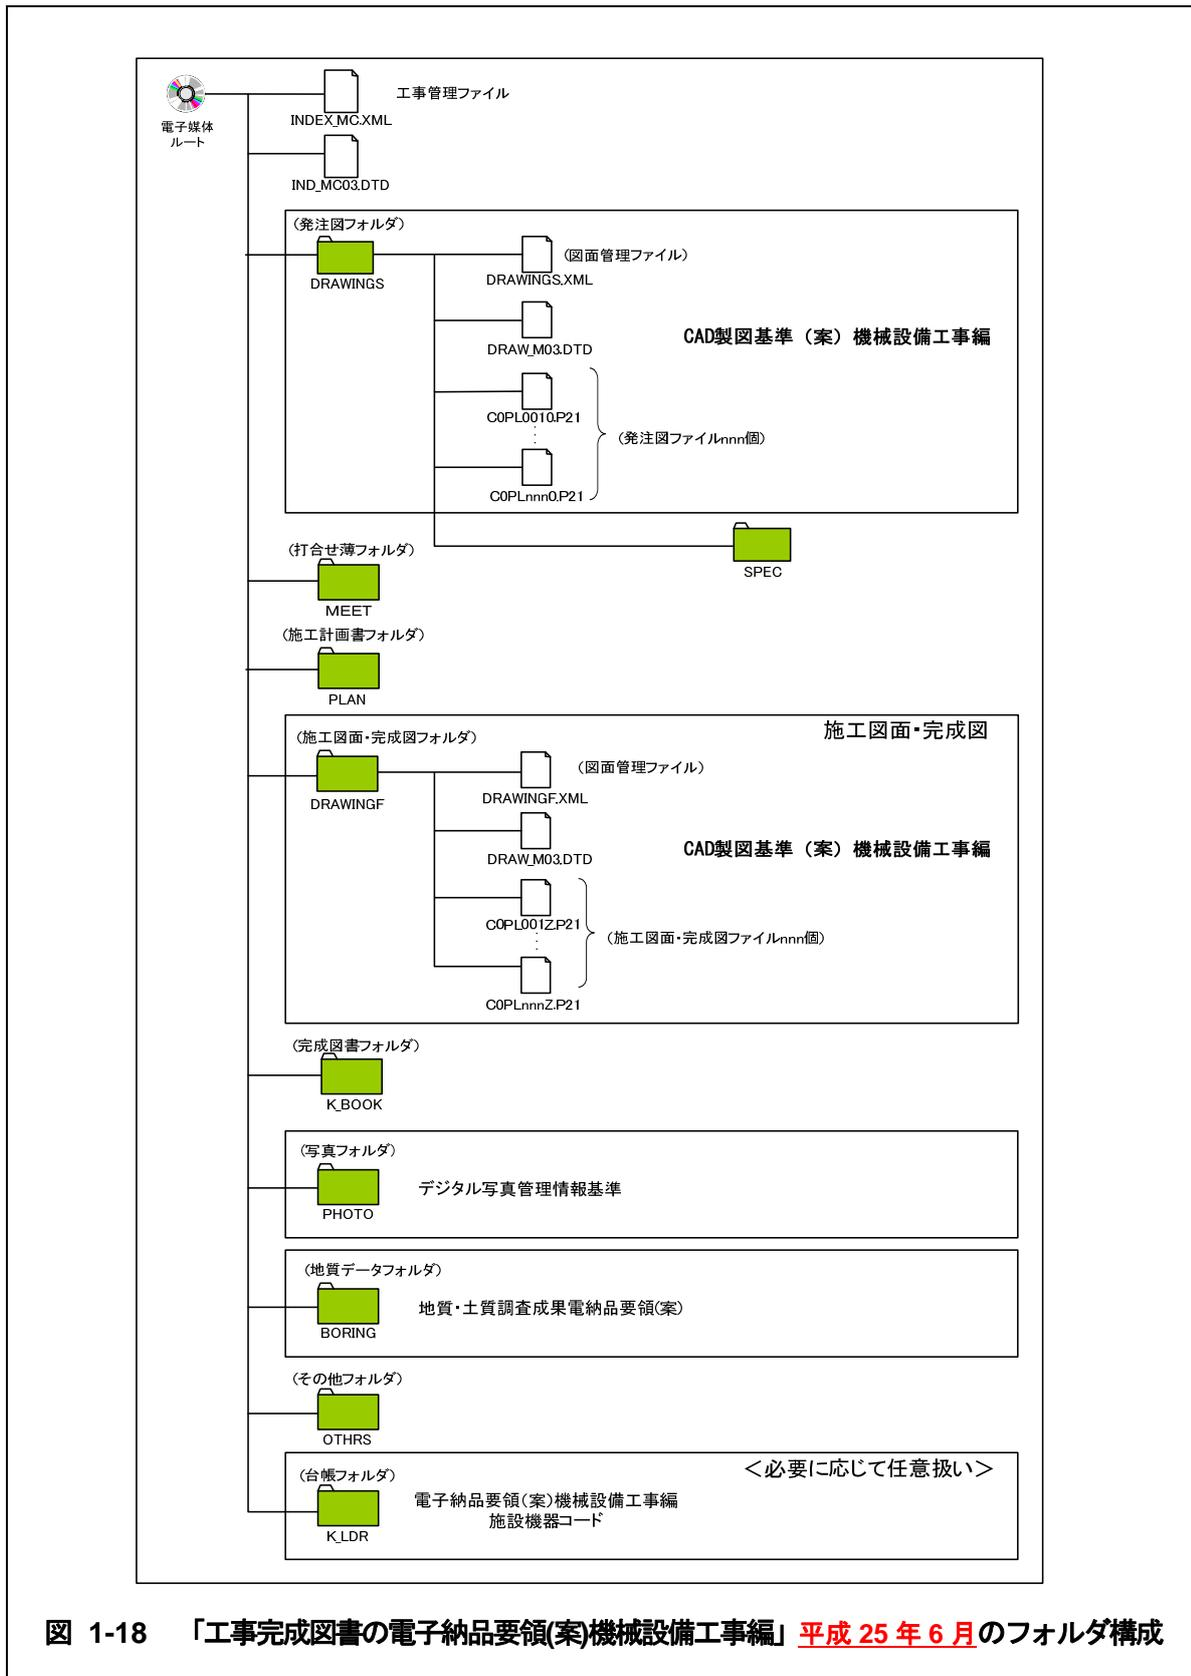 電子媒体
ルート
工事管理ファイル
INDEX_MC.XML
IND_MC03.DTD
(発注図フォルダ)
DRAWINGS
(図面管理ファイル)
DRAWINGS.XML
DRAW_M03.DTD
CAD製図基準（案）機械設備工事編
C0PL0010.P21
(発注図ファイルnnn個)
C0PLnnn0.P21
SPEC
(打合せ薄フォルダ)
MEET
(施工計画書フォルダ)
PLAN
施工図面・完成図
(施工図面・完成図フォルダ)
DRAWINGF
(図面管理ファイル)
DRAWINGF.XML
DRAW_M03.DTD
CAD製図基準（案）機械設備工事編
C0PL001Z.P21
(施工図面・完成図ファイルnnn個)
C0PLnnnZ.P21
(完成図書フォルダ)
K_BOOK
(写真フォルダ)
PHOTO
デジタル写真管理情報基準
(地質データフォルダ)
BORING
地質・土質調査成果電納品要領(案)
(その他フォルダ)
OTHRS
＜必要に応じて任意扱い＞
(台帳フォルダ)
K_LDR
電子納品要領(案)機械設備工事編
施設機器コード
図 1-18 「工事完成図書の電子納品要領(案)機械設備工事編」平成 25 年 6 月のフォルダ構成